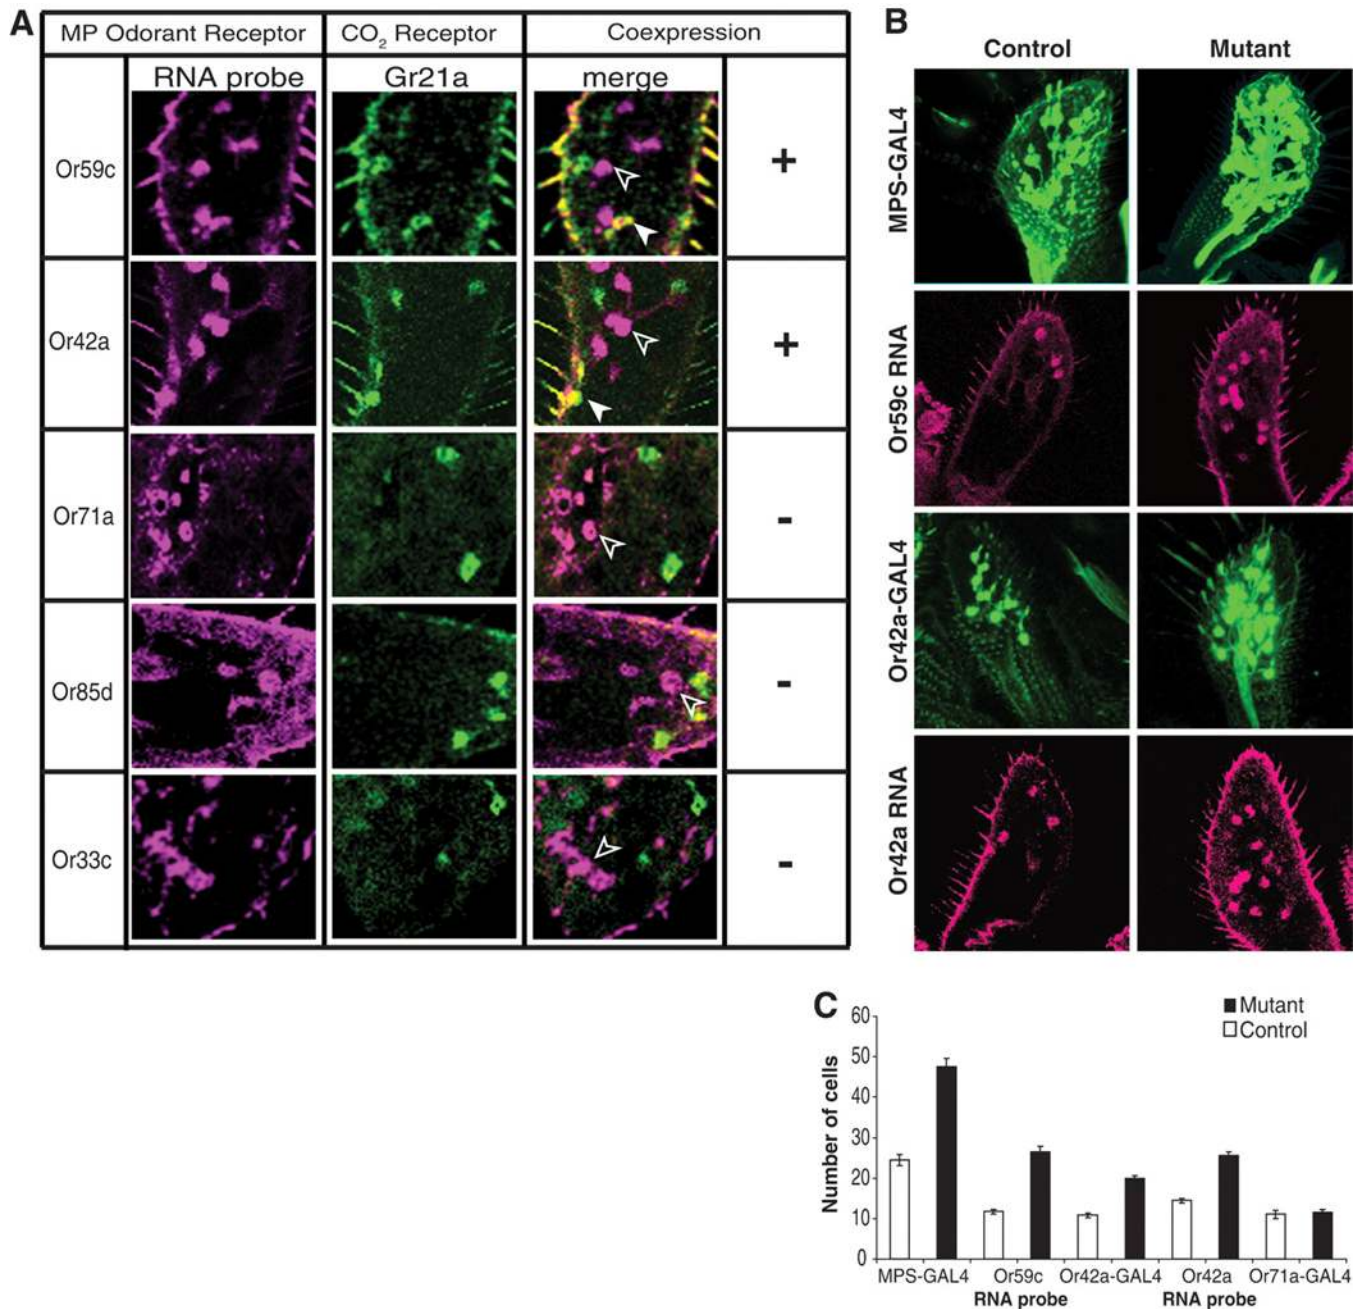 A
MP Odorant Receptor CO2 Receptor Coexpression
RNA probe Gr21a merge
Or59c +
Or42a +
Or71a -
Or85d -
Or33c -
B
Control Mutant
MPS-GAL4
Or59c RNA
Or42a-GAL4
Or42a RNA
C
Mutant
Control
Number of cells
60
50
40
30
20
10
0
MPS-GAL4 Or59c Or42a-GAL4 Or42a Or71a-GAL4
RNA probe RNA probe